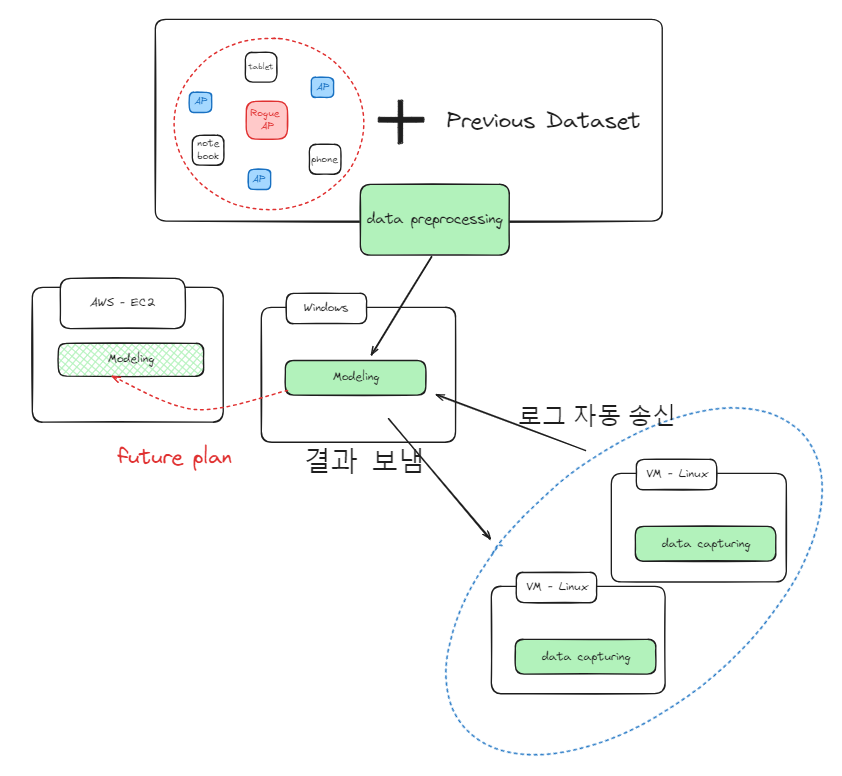 tablet
AP
AP
Rogue
AP
note
book
phone
AP
Previous Dataset
data preprocessing
AWS - EC2
Modeling
Windows
Modeling
future plan
결과 보냄
로그 자동 송신
VM - Linux
data capturing
VM - Linux
data capturing